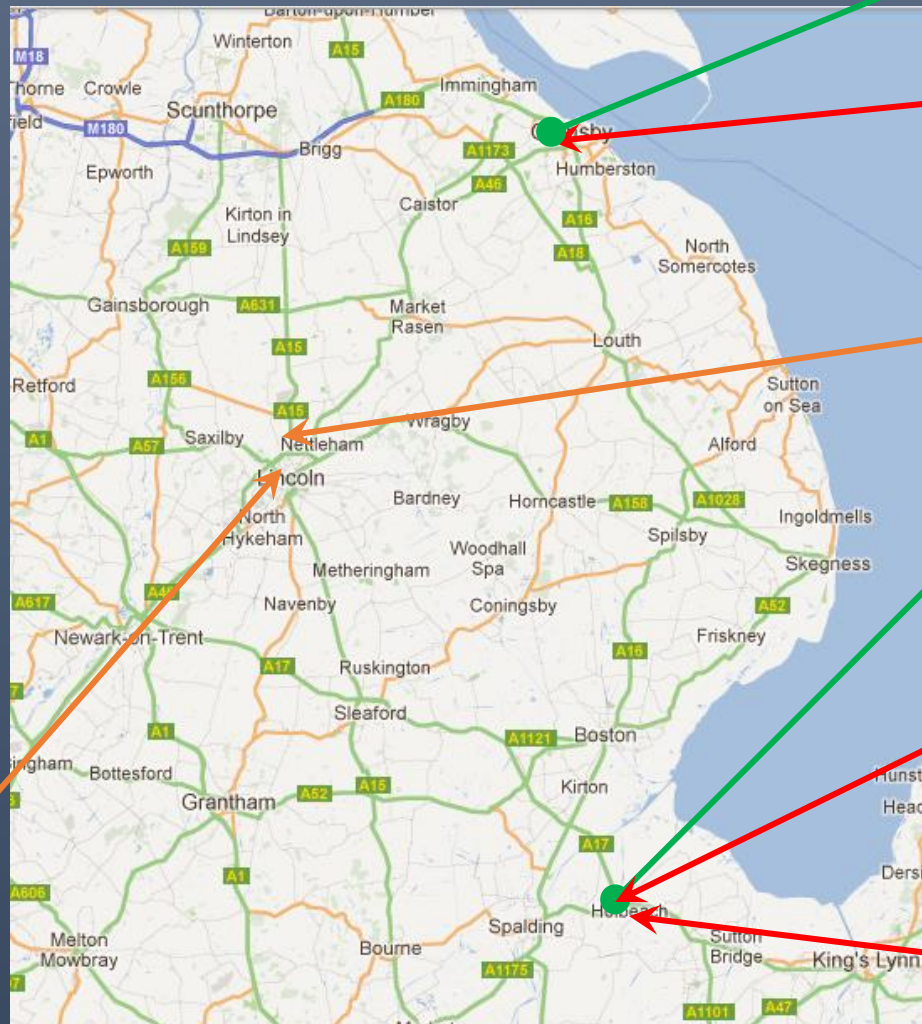 Winterton
A15
M18
Crowle
Immingham
A180
Scunthorpe
M180
Brigg
A1173
Epworth
Humberston
A46
Caistor
Kirton in
Lindsey
A16
A159
A18
North
Somercotes
Gainsborough
A631
Market
Rasen
A15
Louth
Retford
A156
Sutton
on Sea
A15
Wragby
A1
A57
Saxilby
Nettleham
Alford
Lincoln
Bardney
Horncastle
A158
A1028
North
Hykeham
Ingoldmells
Spilsby
Woodhall
Spa
Skegness
Metheringham
A617
Navenby
Coningsby
A52
Newark-on-Trent
Friskney
A16
A17
Ruskington
Sleaford
A1
A1121
Boston
Bottesford
A15
Kirton
Grantham
A52
A17
A1
A606
Holbeach
Spalding
Melton
Mowbray
Bourne
Sutton
Bridge
King's Lynn
A1175
A1101
A47